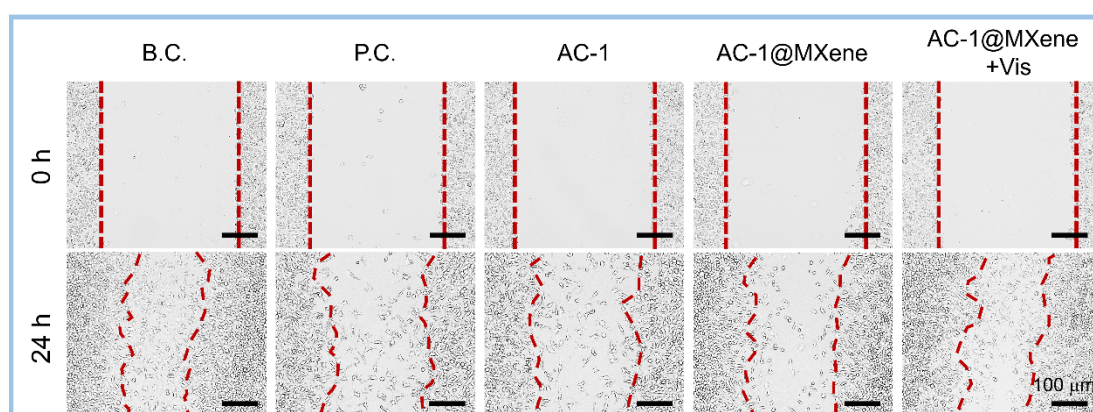 B.C.
P.C.
AC-1
AC-1@MXene
AC-1@MXene
+Vis
0 h
24 h
100 μm